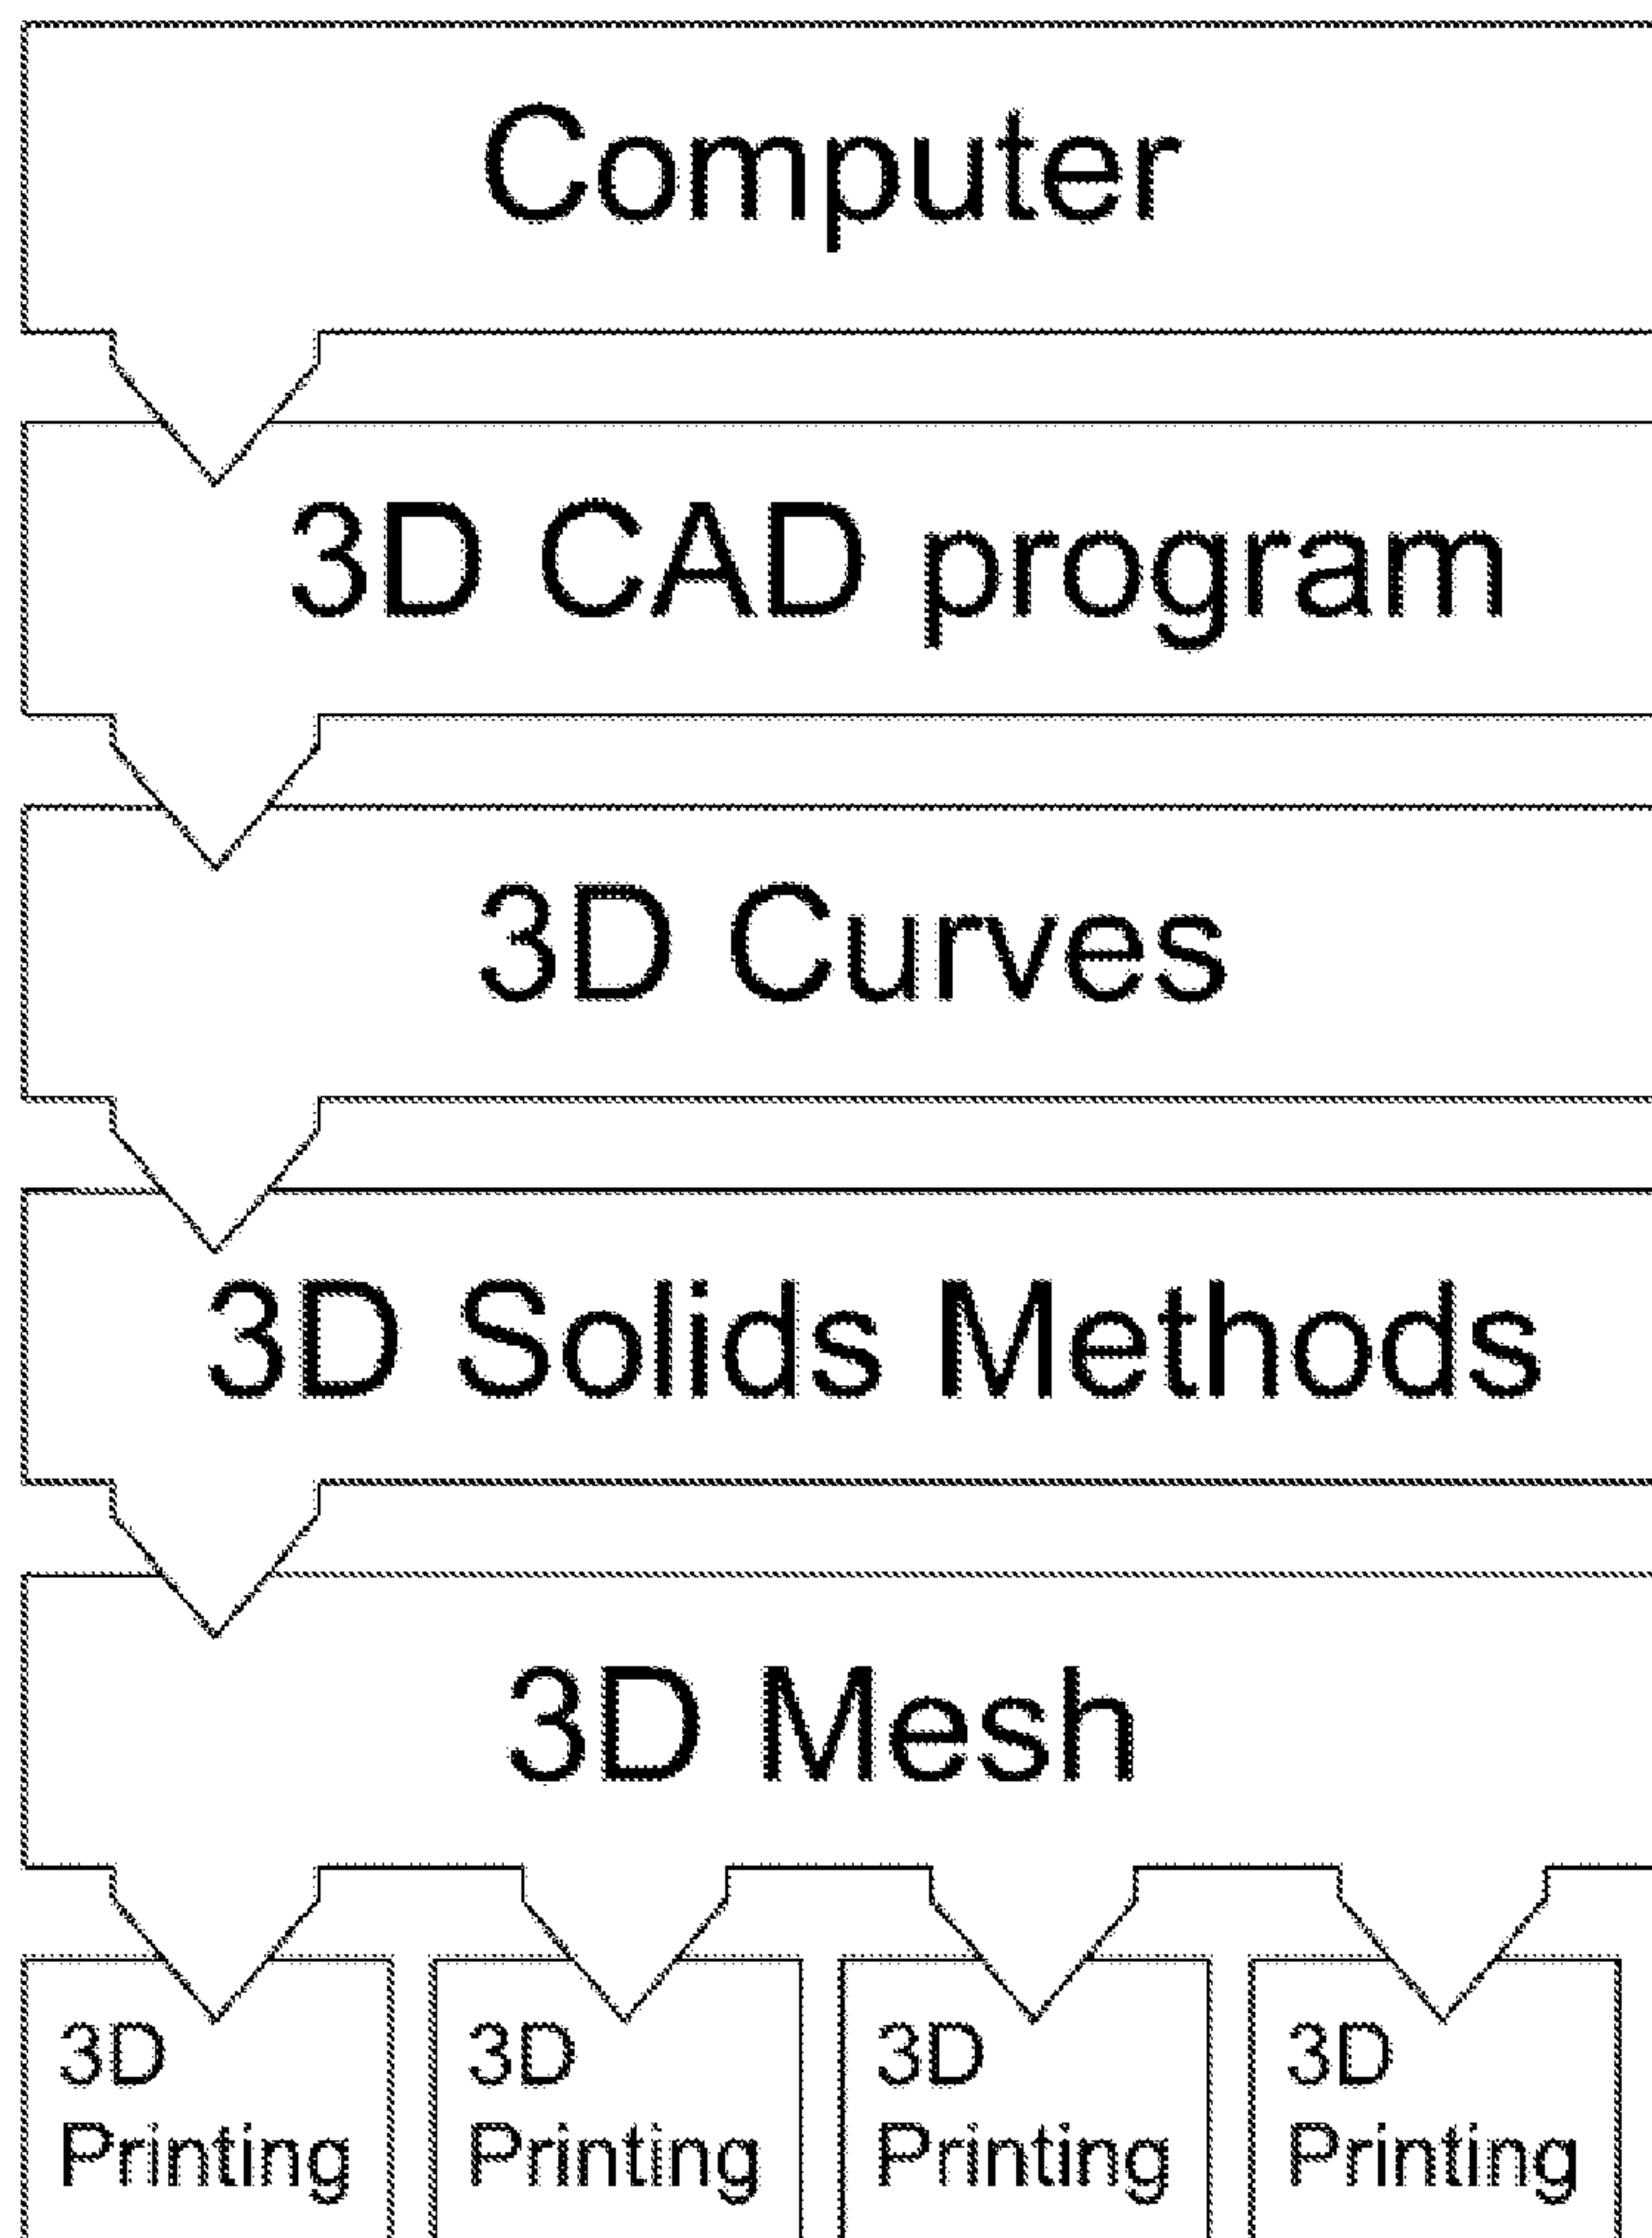 Computer
3D CAD program
3D Curves
3D Solids Methods
3D Mesh
3D
Printing
3D
Printing
3D
Printing
3D
Printing